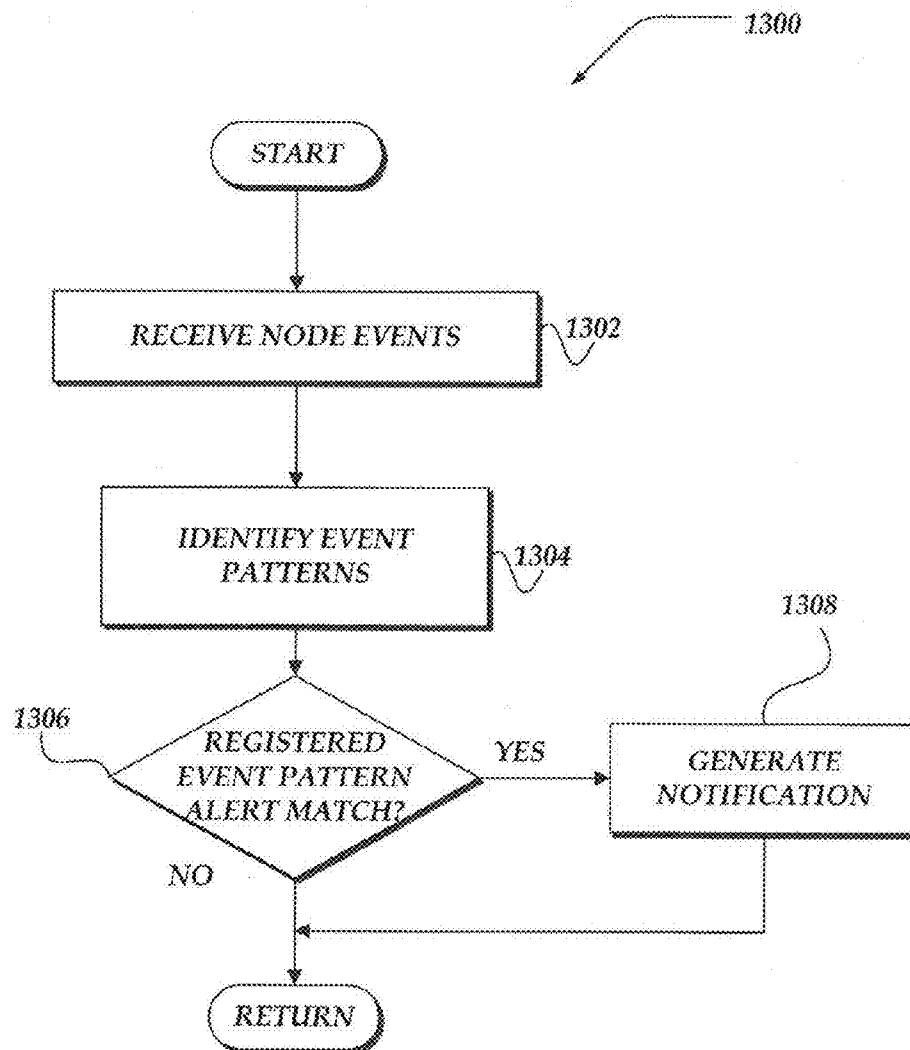 1300
START
RECEIVE NODE EVENTS
1302
IDENTIFY EVENT
PATTERNS
1304
1308
1306
REGISTERED
EVENT PATTERN
ALERT MATCH?
YES
GENERATE
NOTIFICATION
NO
RETURN